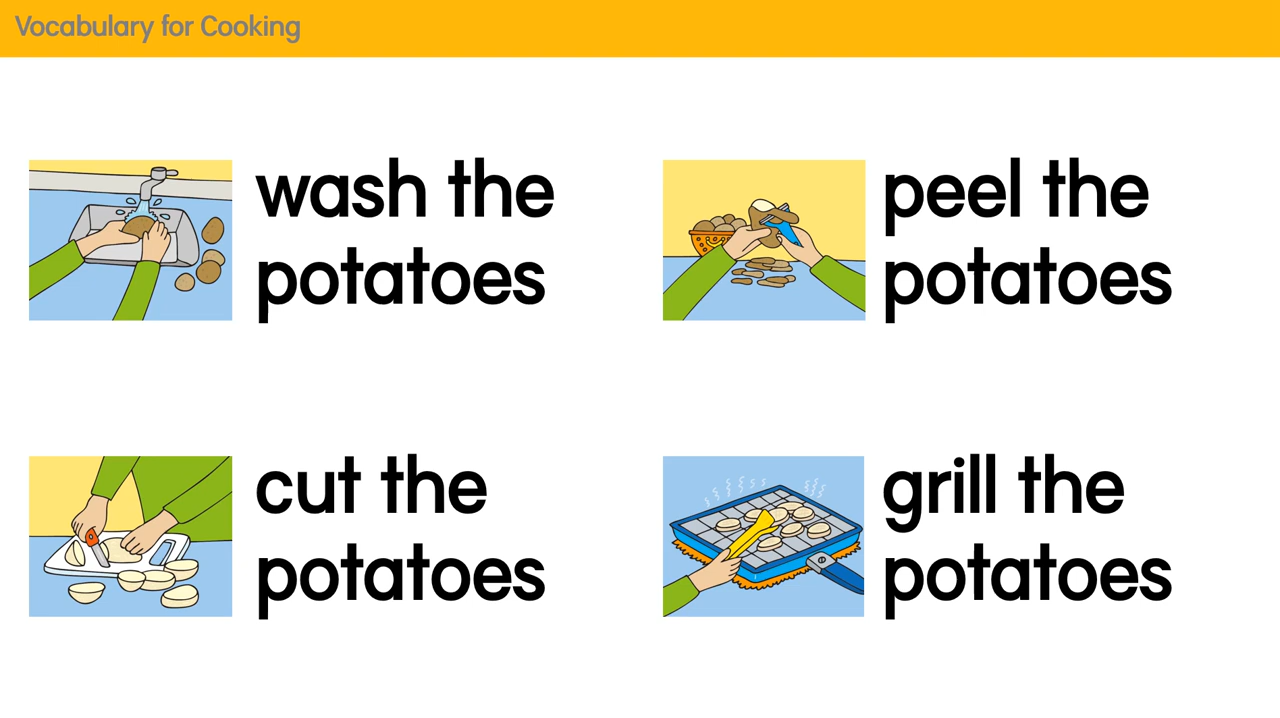 Vocabulary for Cooking
wash the
potatoes
peel the
potatoes
cut the
potatoes
grill the
potatoes